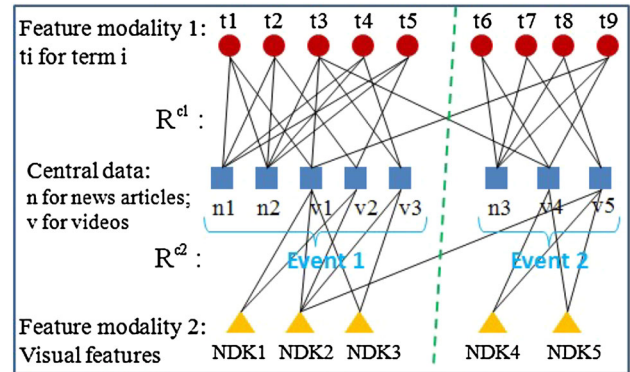 Feature modality 1: t1 t2 t3 t4 t5 t6 t7 t8 t9
ti for term i
R^c1 :
Central data:
n for news articles;
v for videos
n1 n2 v1 v2 v3 n3 v4 v5
Event 1 Event 2
R^c2 :
Feature modality 2:
Visual features NDK1 NDK2 NDK3 NDK4 NDK5